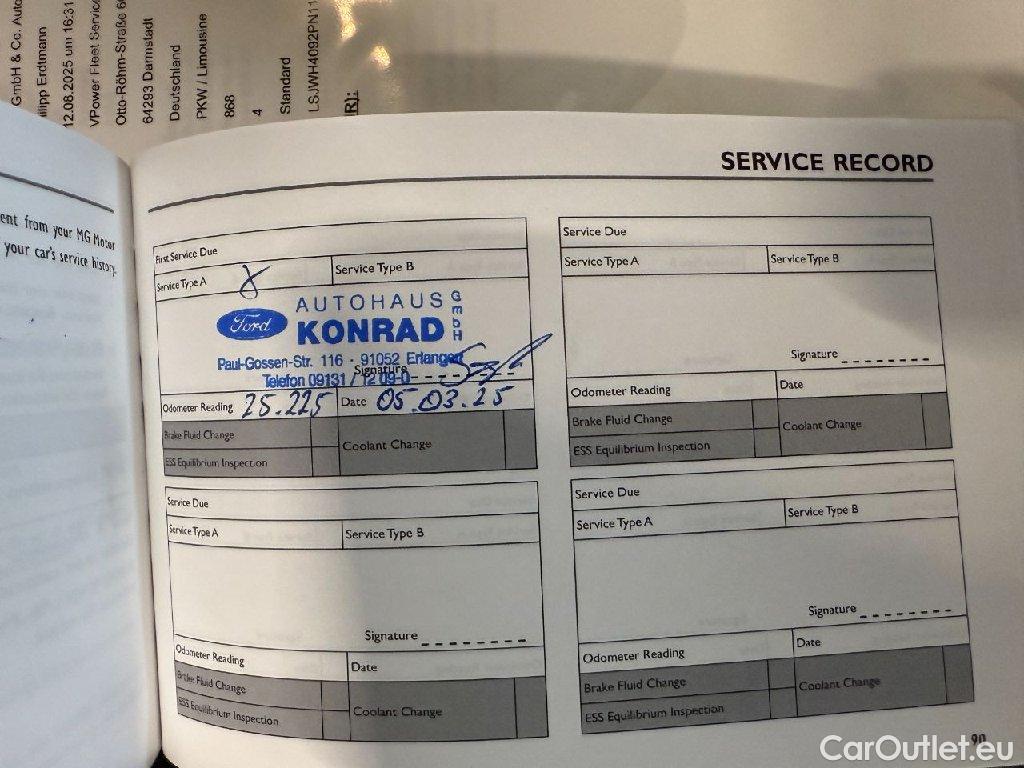 GmbH & Co. Auto
ilipp Erdtmann
12.08.2025 um 16:31
VPower Fleet Service
Otto-Röhm-Straße 6
64293 Darmstadt
Deutschland
PKW / Limousine
868
4
Standard
LSJWH4092PN11
R):
ent from your MG Motor
your car's service history.
SERVICE RECORD
First Service Due
Service Type A
Service Type B
AUTOHAUS GmbH
Ford KONRAD
Paul-Gossen-Str. 116 · 91052 Erlangen
Signature
Telefon 09131 / 12 09-0
Odometer Reading 25.225 Date 05.03.25
Brake Fluid Change
Coolant Change
ESS Equilibrium Inspection
Service Due
Service Type A Service Type B
Signature
Odometer Reading Date
Brake Fluid Change
Coolant Change
ESS Equilibrium Inspection
Service Due
Service Type A Service Type B
Signature
Odometer Reading Date
Brake Fluid Change
Coolant Change
ESS Equilibrium Inspection
Service Due
Service Type A Service Type B
Signature
Odometer Reading Date
Brake Fluid Change
Coolant Change
ESS Equilibrium Inspection
90
CarOutlet.eu